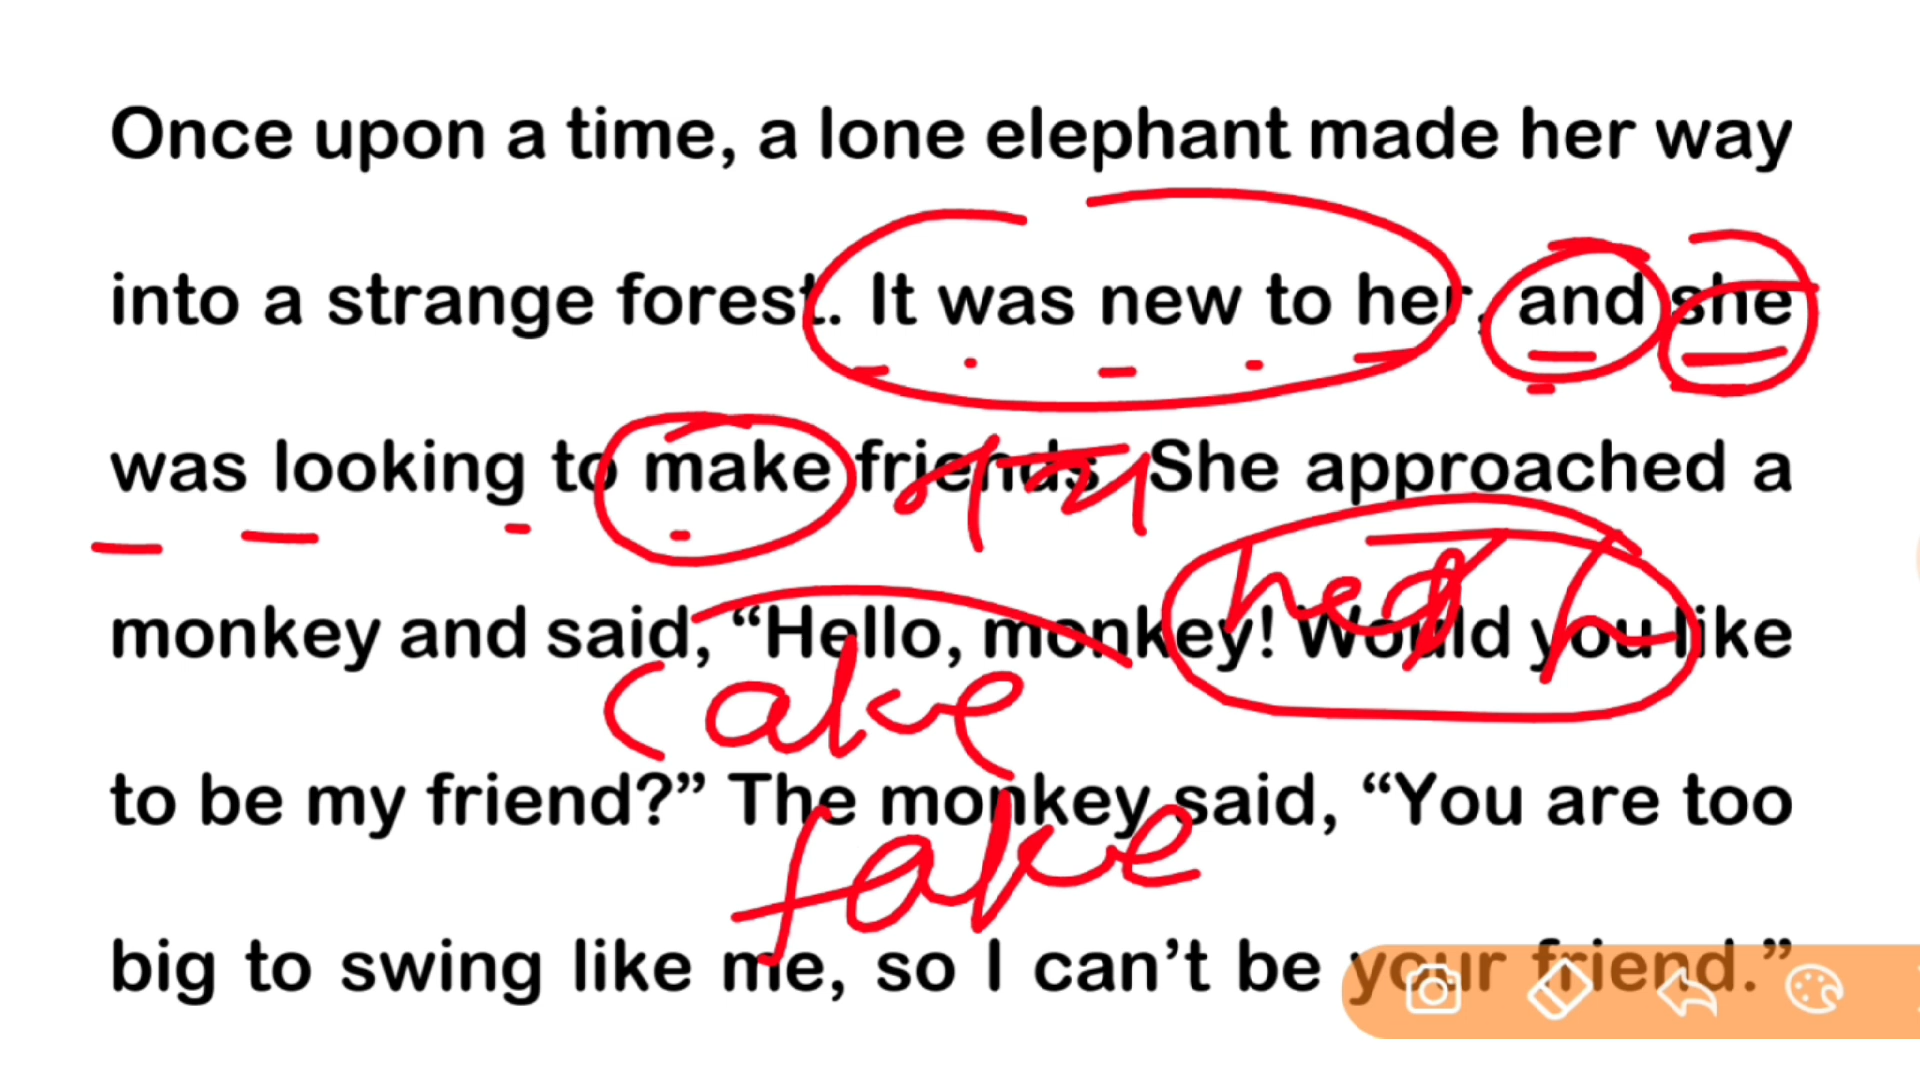 Once upon a time, a lone elephant made her way
into a strange forest. It was new to her, and she
was looking to make friends. She approached a
monkey and said, “Hello, monkey! Would you like
cake
to be my friend?” The monkey said, “You are too
fake
big to swing like me, so I can’t be your friend.”